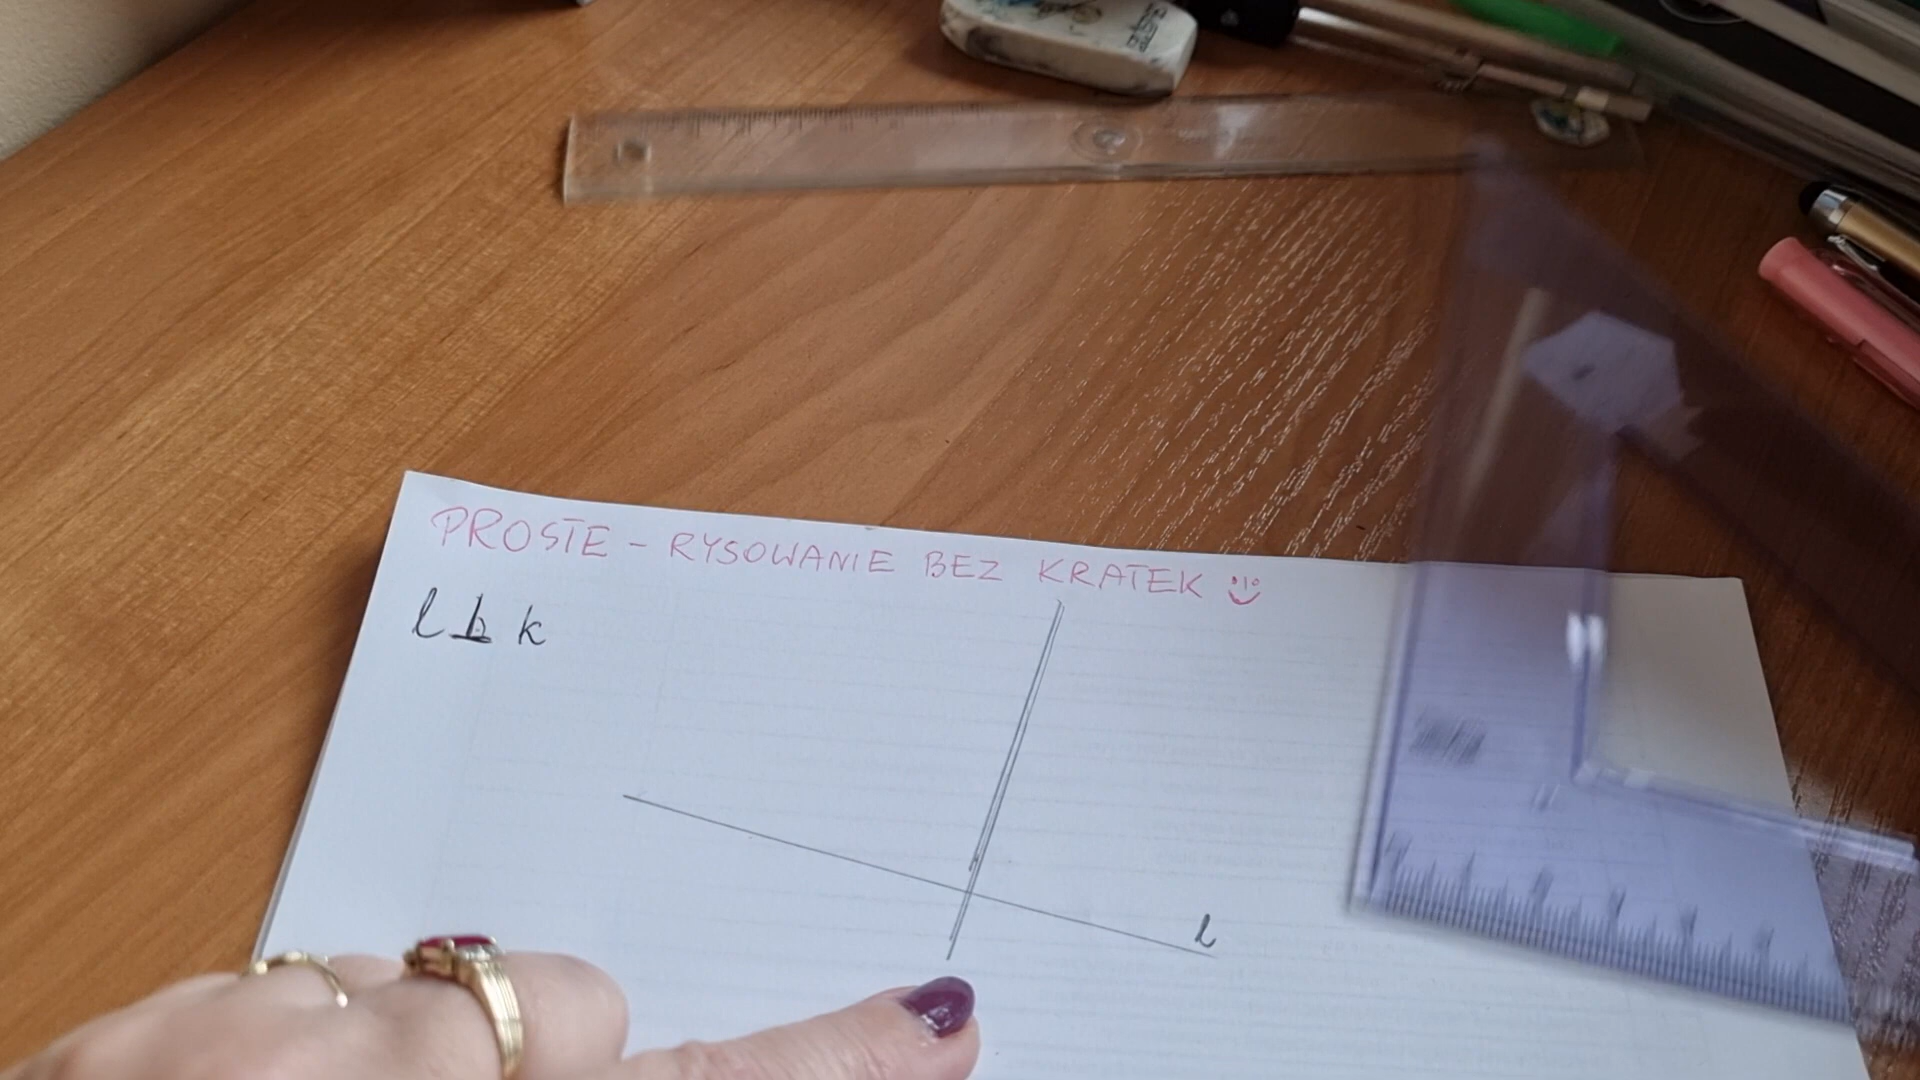 PROSTE - RYSOWANIE BEZ KRATEK
l ⊥ k
l